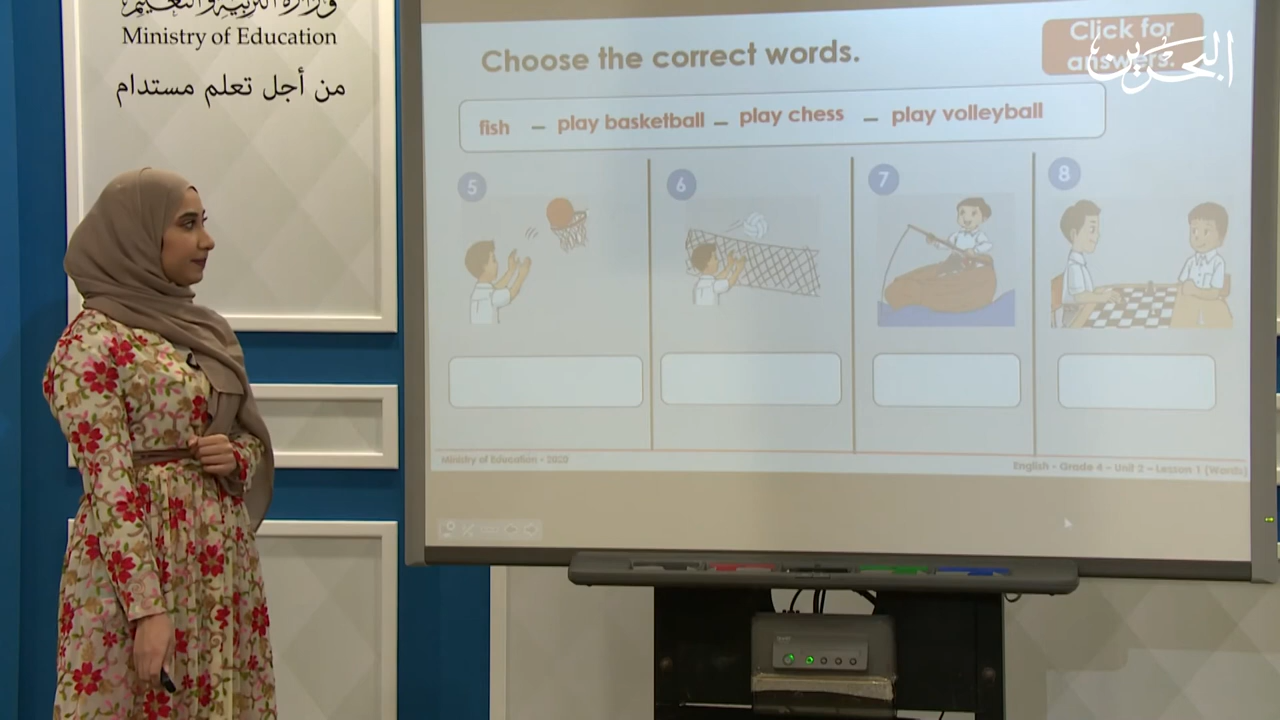 وزارة التربية والتعليم
Ministry of Education
من أجل تعلم مستدام
Choose the correct words.
Click for
answers.
البحرين
fish – play basketball – play chess – play volleyball
5
6
7
8
Ministry of Education - 2020
English - Grade 4 - Unit 2 - Lesson 1 (Words)